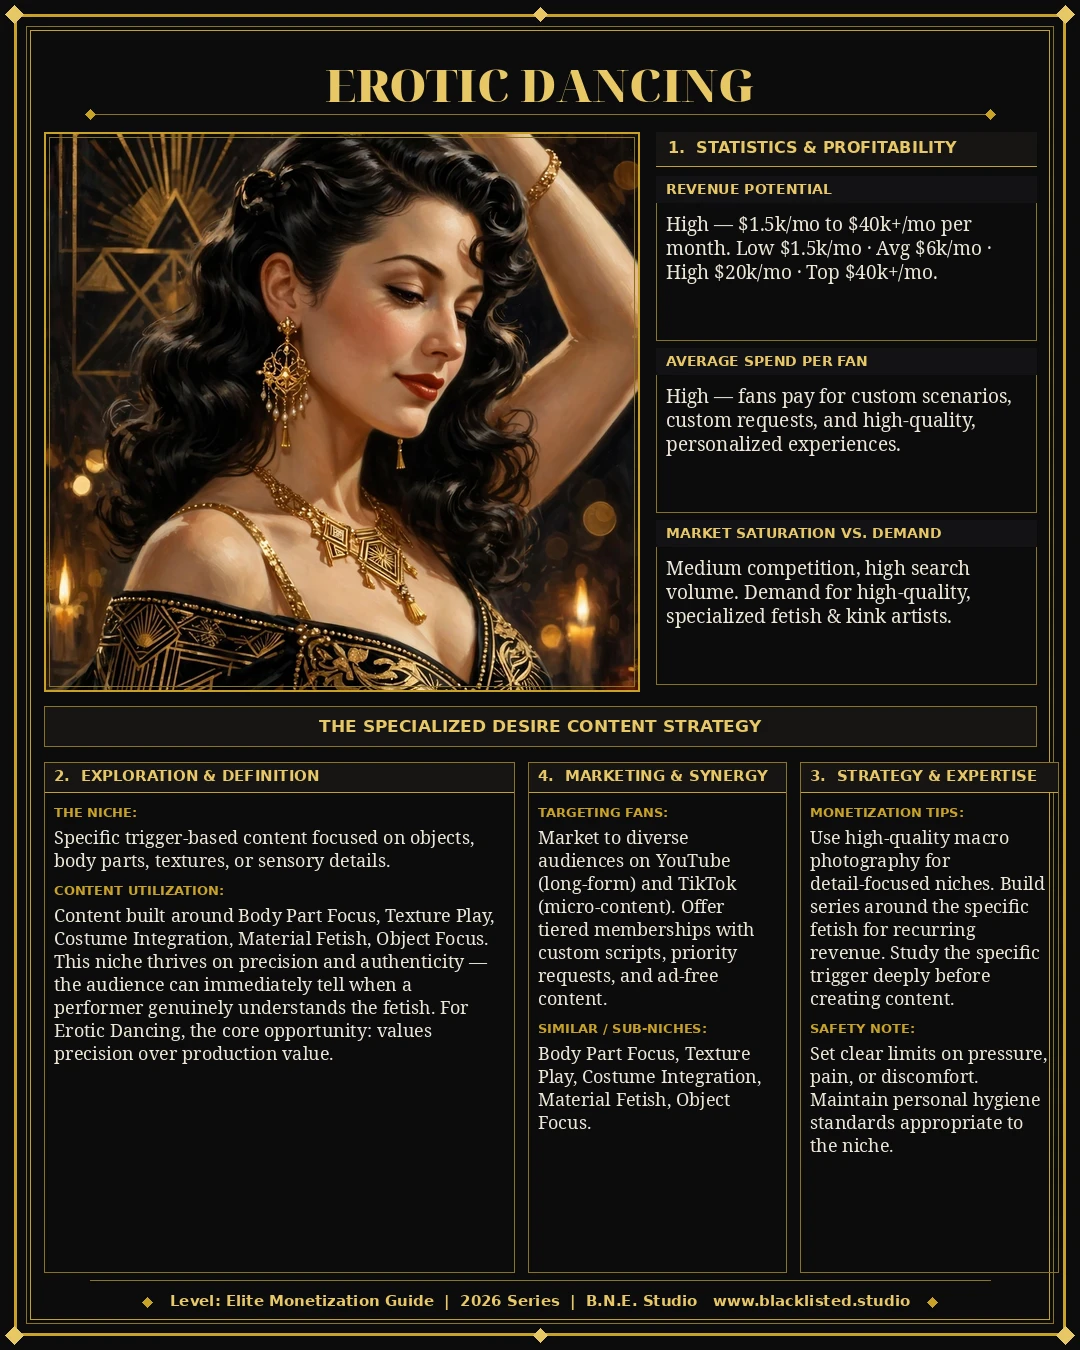 EROTIC DANCING
1. STATISTICS & PROFITABILITY
REVENUE POTENTIAL
High — $1.5k/mo to $40k+/mo per
month. Low $1.5k/mo · Avg $6k/mo ·
High $20k/mo · Top $40k+/mo.
AVERAGE SPEND PER FAN
High — fans pay for custom scenarios,
custom requests, and high-quality,
personalized experiences.
MARKET SATURATION VS. DEMAND
Medium competition, high search
volume. Demand for high-quality,
specialized fetish & kink artists.
THE SPECIALIZED DESIRE CONTENT STRATEGY
2. EXPLORATION & DEFINITION
THE NICHE:
Specific trigger-based content focused on objects,
body parts, textures, or sensory details.
CONTENT UTILIZATION:
Content built around Body Part Focus, Texture Play,
Costume Integration, Material Fetish, Object Focus.
This niche thrives on precision and authenticity —
the audience can immediately tell when a
performer genuinely understands the fetish. For
Erotic Dancing, the core opportunity: values
precision over production value.
4. MARKETING & SYNERGY
TARGETING FANS:
Market to diverse
audiences on YouTube
(long-form) and TikTok
(micro-content). Offer
tiered memberships with
custom scripts, priority
requests, and ad-free
content.
SIMILAR / SUB-NICHES:
Body Part Focus, Texture
Play, Costume Integration,
Material Fetish, Object
Focus.
3. STRATEGY & EXPERTISE
MONETIZATION TIPS:
Use high-quality macro
photography for
detail-focused niches. Build
series around the specific
fetish for recurring
revenue. Study the specific
trigger deeply before
creating content.
SAFETY NOTE:
Set clear limits on pressure,
pain, or discomfort.
Maintain personal hygiene
standards appropriate to
the niche.
Level: Elite Monetization Guide | 2026 Series | B.N.E. Studio www.blacklisted.studio